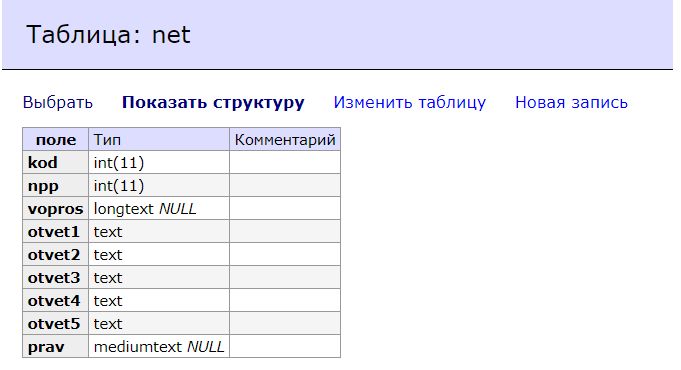 Таблица: net
Выбрать Показать структуру Изменить таблицу Новая запись
поле Тип Комментарий
kod int(11)
npp int(11)
vopros longtext NULL
otvet1 text
otvet2 text
otvet3 text
otvet4 text
otvet5 text
prav mediumtext NULL